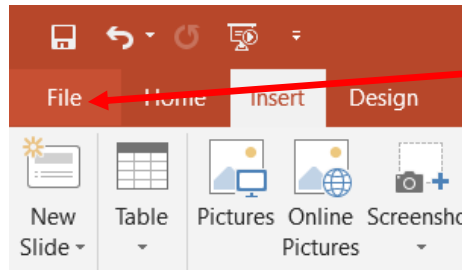 File Home Insert Design
New Table Pictures Online Screensho
Slide Pictures